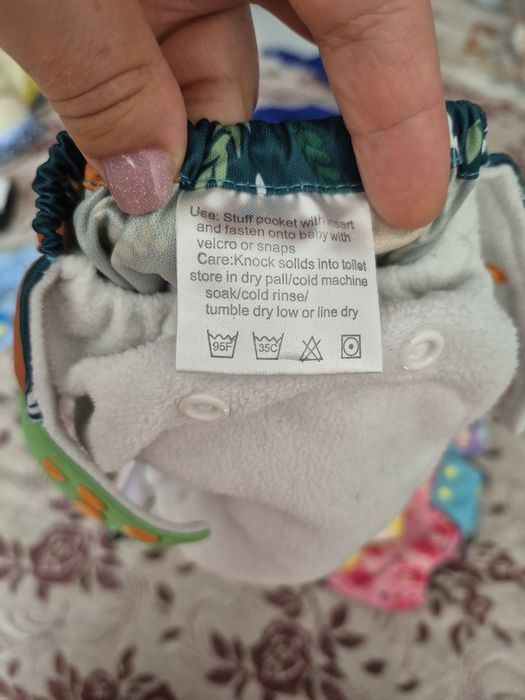 Use: Stuff pocket with insert
and fasten onto baby with
velcro or snaps
Care:Knock solids into toilet
store in dry pall/cold machine
soak/cold rinse/
tumble dry low or line dry
95F 35C